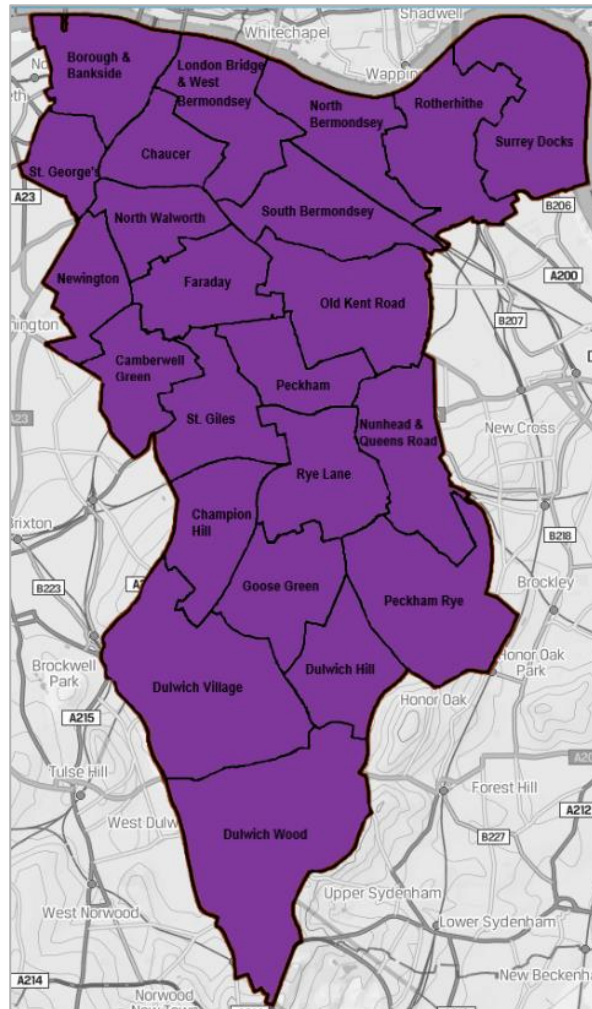 Shadwell
Whitechapel
Wappin
Borough &
Bankside
London Bridge
& West
Bermondsey
North
Bermondsey
Rotherhithe
Surrey Docks
Chaucer
St. George's
A23
North Walworth
South Bermondsey
B206
A200
Newington
Faraday
Old Kent Road
B207
Camberwell
Green
Peckham
St. Giles
Nunhead &
Queens Road
New Cross
Rye Lane
Champion
Hill
Brixton
B218
B223
Goose Green
Peckham Rye
Brockley
Brockwell
Park
Dulwich Village
Dulwich Hill
Honor Oak
Park
Honor Oak
A215
Tulse Hill
Forest Hill
A212
West Dulw
Dulwich Wood
B227
Upper Sydenham
West Norwood
Lower Sydenham
A214
New Beckenh
Norwood
New Town